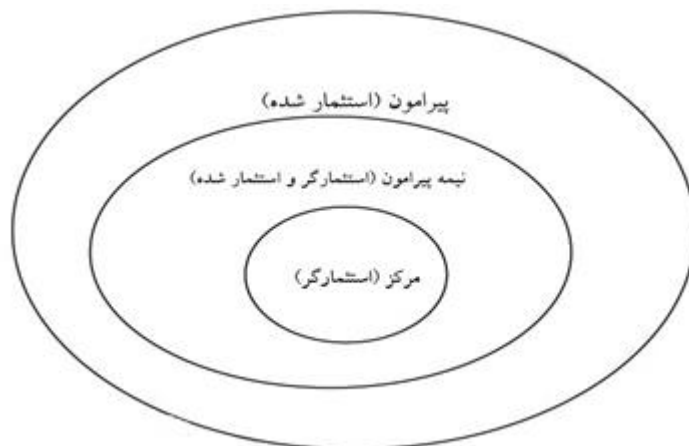 پیرامون (استثمار شده)
نیمه پیرامون (استثمارگر و استثمار شده)
مرکز (استثمارگر)